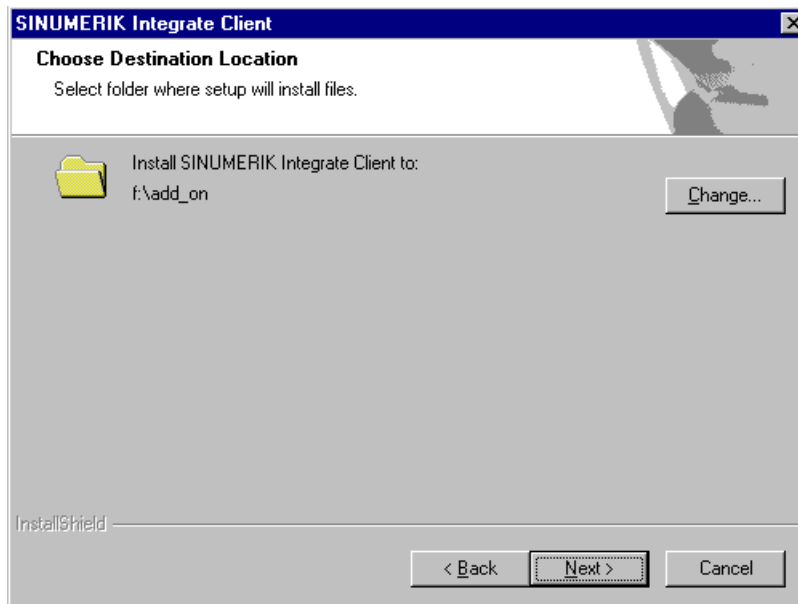 SINUMERIK Integrate Client
Choose Destination Location
Select folder where setup will install files.
Install SINUMERIK Integrate Client to:
f:\add_on
Change...
InstallShield
< Back
Next >
Cancel